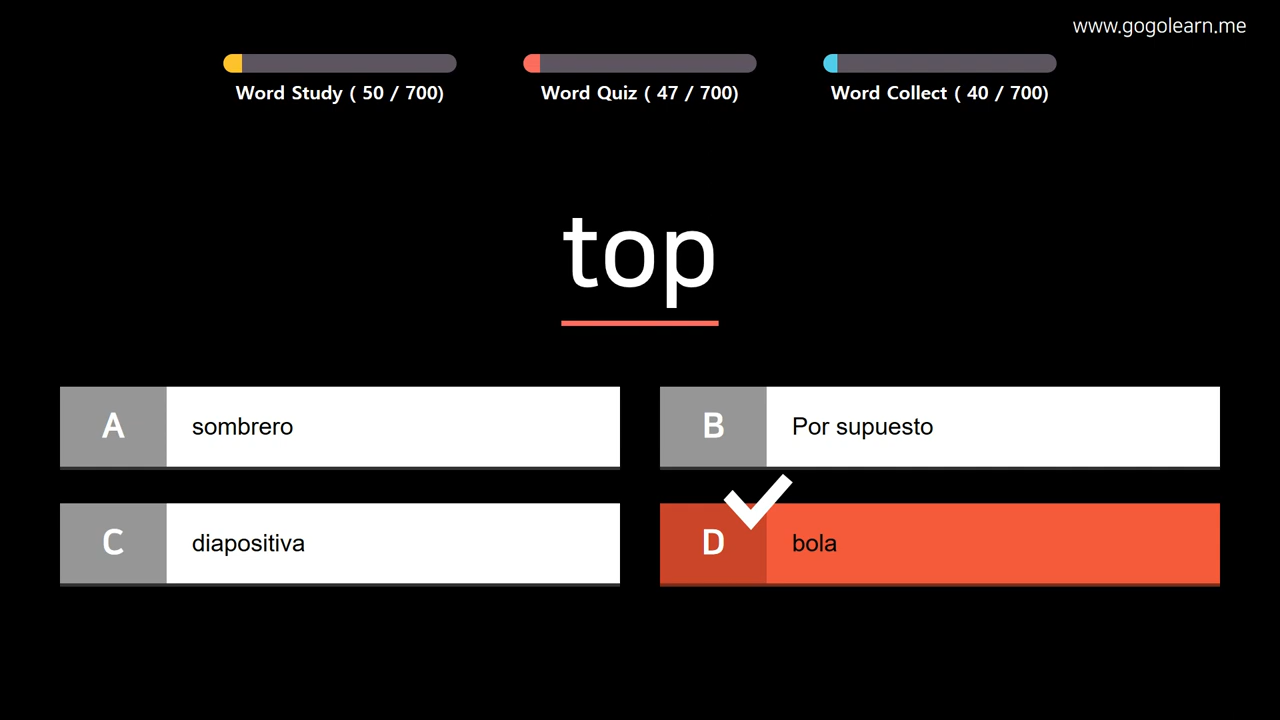 www.gogolearn.me
Word Study ( 50 / 700)
Word Quiz ( 47 / 700)
Word Collect ( 40 / 700)
top
A sombrero
B Por supuesto
C diapositiva
D bola